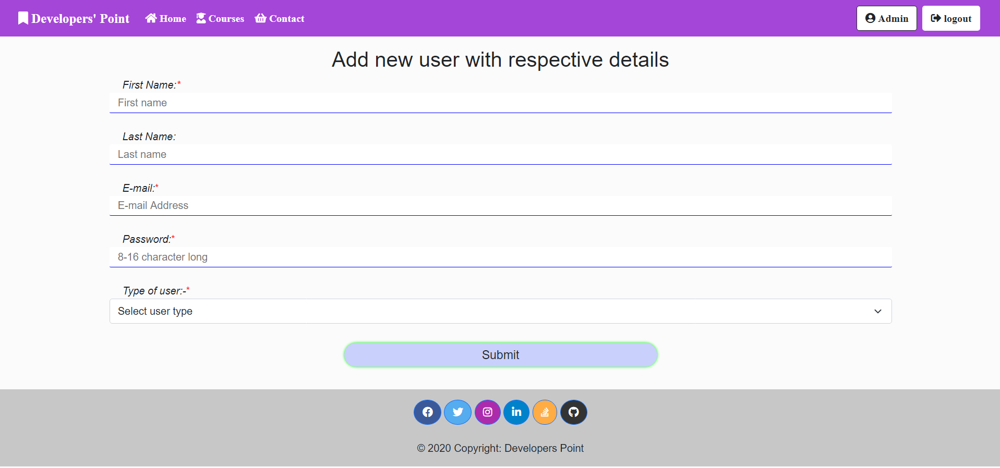 Developers' Point Home Courses Contact Admin logout
Add new user with respective details
First Name:*
First name
Last Name:
Last name
E-mail:*
E-mail Address
Password:*
8-16 character long
Type of user:-*
Select user type
Submit
© 2020 Copyright: Developers Point